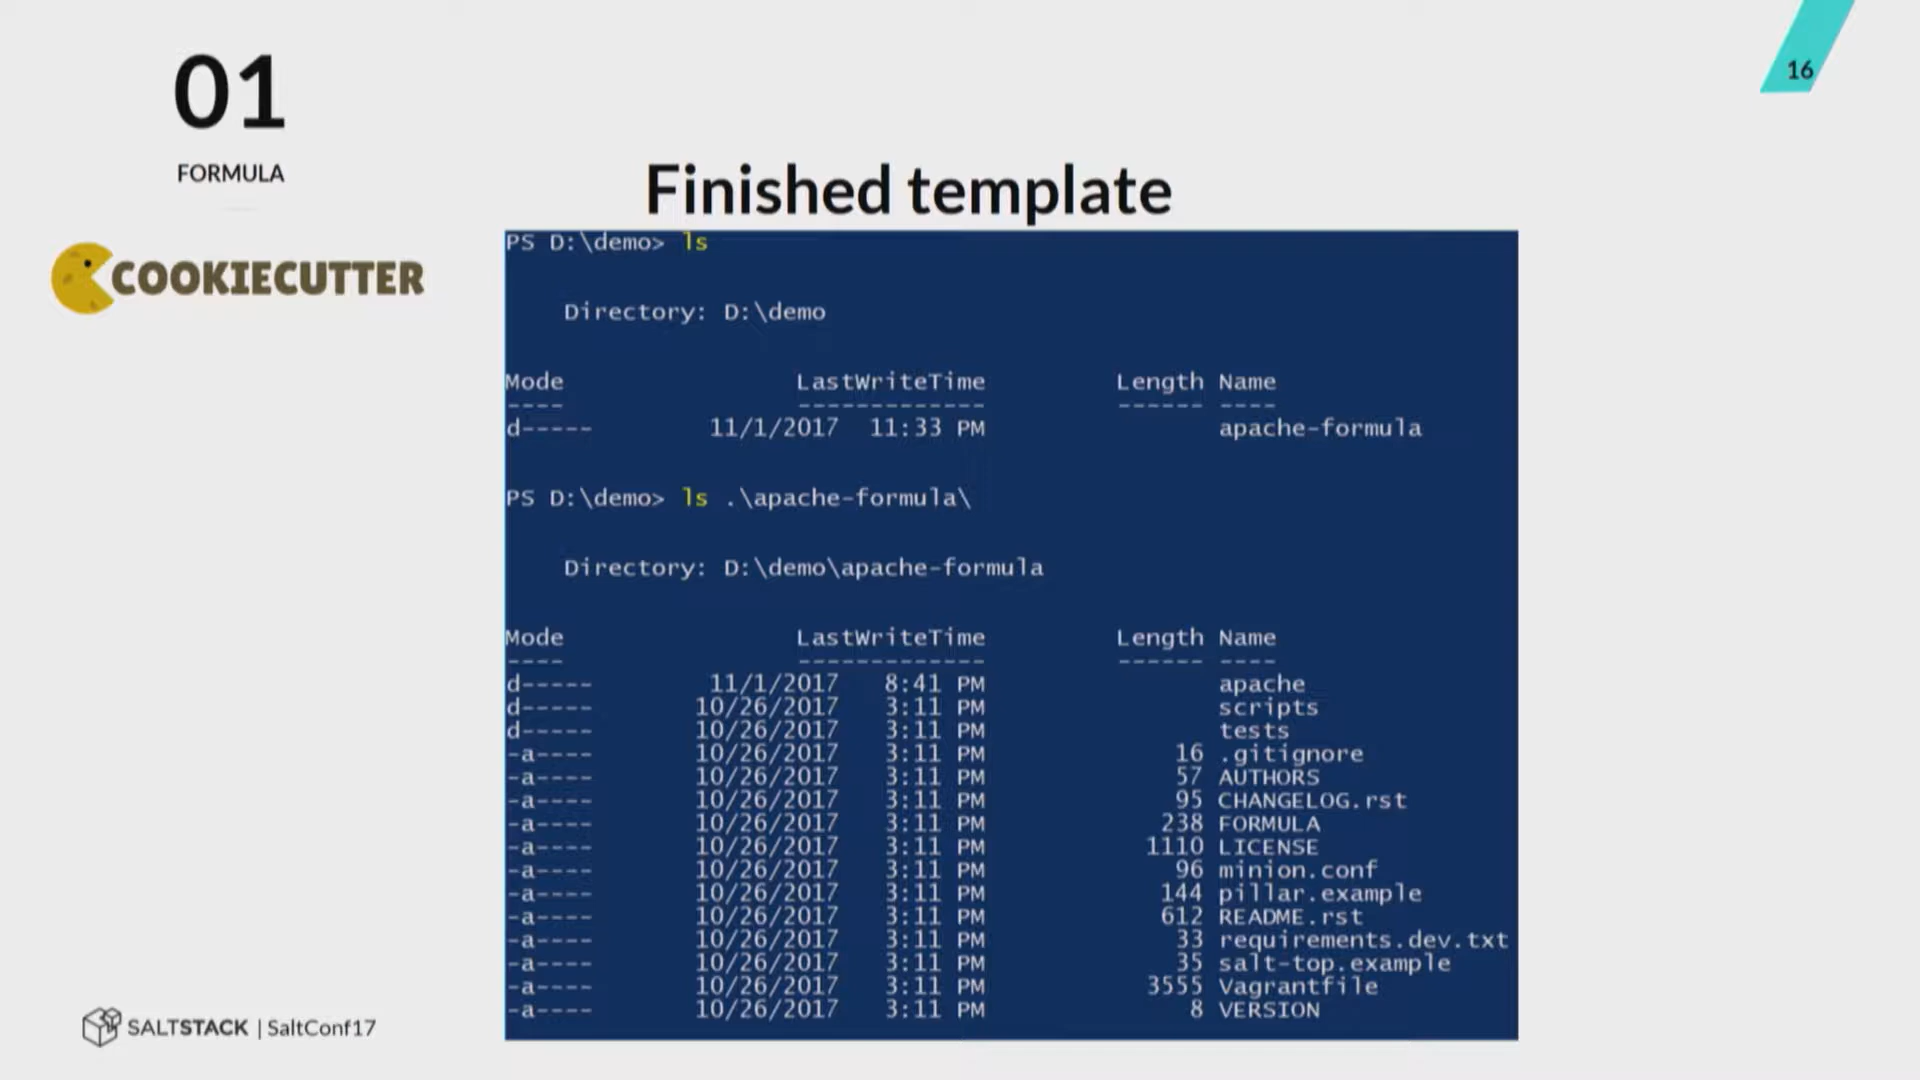 01
FORMULA
COOKIECUTTER
16
Finished template
PS D:\demo> ls
Directory: D:\demo
Mode LastWriteTime Length Name
---- ------------- ------ ----
d----- 11/1/2017 11:33 PM apache-formula
PS D:\demo> ls .\apache-formula\
Directory: D:\demo\apache-formula
Mode LastWriteTime Length Name
---- ------------- ------ ----
d----- 11/1/2017 8:41 PM apache
d----- 10/26/2017 3:11 PM scripts
d----- 10/26/2017 3:11 PM tests
-a---- 10/26/2017 3:11 PM 16 .gitignore
-a---- 10/26/2017 3:11 PM 57 AUTHORS
-a---- 10/26/2017 3:11 PM 95 CHANGELOG.rst
-a---- 10/26/2017 3:11 PM 238 FORMULA
-a---- 10/26/2017 3:11 PM 1110 LICENSE
-a---- 10/26/2017 3:11 PM 96 minion.conf
-a---- 10/26/2017 3:11 PM 144 pillar.example
-a---- 10/26/2017 3:11 PM 612 README.rst
-a---- 10/26/2017 3:11 PM 33 requirements.dev.txt
-a---- 10/26/2017 3:11 PM 35 salt-top.example
-a---- 10/26/2017 3:11 PM 3555 Vagrantfile
-a---- 10/26/2017 3:11 PM 8 VERSION
SALTSTACK | SaltConf17